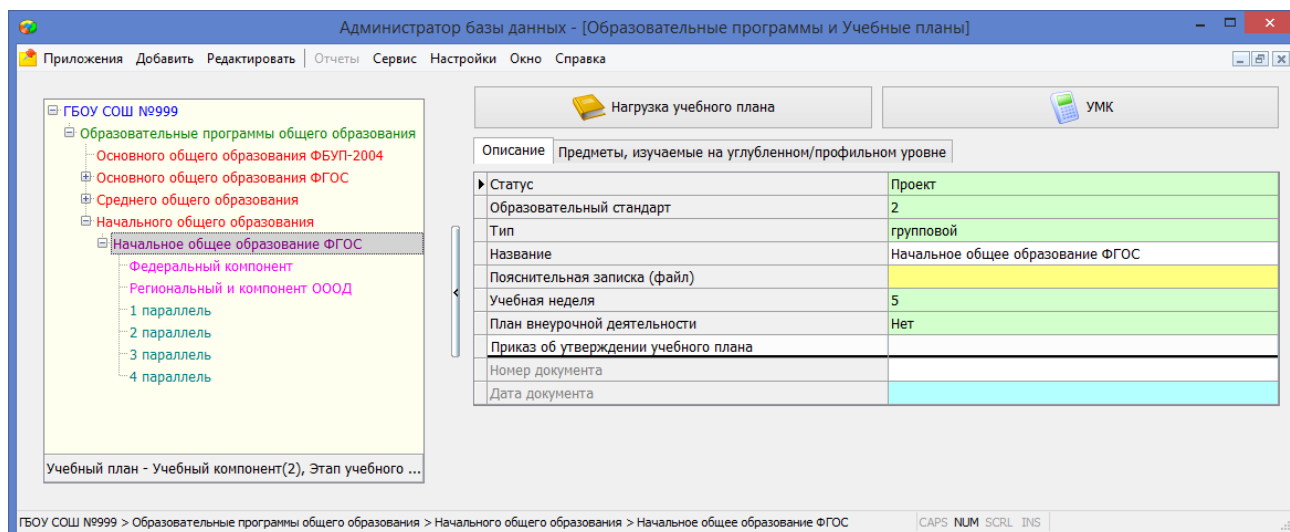 Администратор базы данных - [Образовательные программы и Учебные планы]
Приложения Добавить Редактировать Отчеты Сервис Настройки Окно Справка
ГБОУ СОШ №999
Образовательные программы общего образования
Основного общего образования ФБУП-2004
Основного общего образования ФГОС
Среднего общего образования
Начального общего образования
Начальное общее образование ФГОС
Федеральный компонент
Региональный и компонент ОООД
1 параллель
2 параллель
3 параллель
4 параллель
Учебный план - Учебный компонент(2), Этап учебного ...
Нагрузка учебного плана УМК
Описание Предметы, изучаемые на углубленном/профильном уровне
Статус Проект
Образовательный стандарт 2
Тип групповой
Название Начальное общее образование ФГОС
Пояснительная записка (файл)
Учебная неделя 5
План внеурочной деятельности Нет
Приказ об утверждении учебного плана
Номер документа
Дата документа
ГБОУ СОШ №999 > Образовательные программы общего образования > Начального общего образования > Начальное общее образование ФГОС CAPS NUM SCRL INS